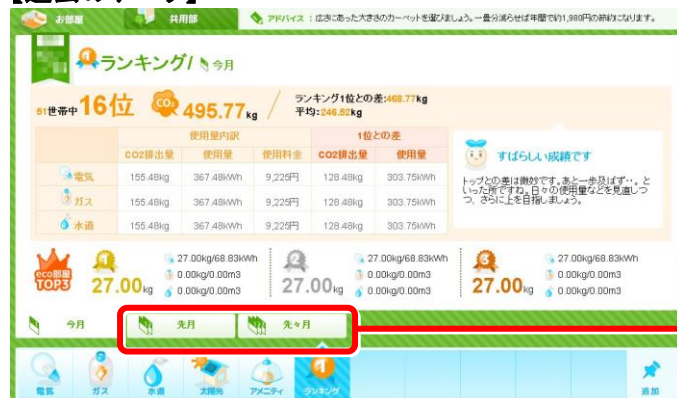 【過去のデータ】
お部屋 共用部 アドバイス：広さにあった大きさのカーペットを選びましょう。一畳分減らせば年間で約1,980円の節約になります。
ランキング/ 今月
51世帯中16位 CO2 495.77kg / ランキング1位との差:468.77kg
平均:246.52kg
使用量内訳 1位との差
CO2排出量 使用量 使用料金 CO2排出量 使用量
電気 155.48kg 367.48kWh 9,225円 128.48kg 303.75kWh
ガス 155.48kg 367.48kWh 9,225円 128.48kg 303.75kWh
水道 155.48kg 367.48kWh 9,225円 128.48kg 303.75kWh
すばらしい成績です
トップとの差は微妙です。あと一歩及ばず･･。と
いった所ですね。日々の使用量などを見直しつ
つ、さらに上を目指しましょう。
eco部屋
TOP3
1 27.00kg 27.00kg/68.83kWh 0.00kg/0.00m3 0.00kg/0.00m3
2 27.00kg 27.00kg/68.83kWh 0.00kg/0.00m3 0.00kg/0.00m3
3 27.00kg 27.00kg/68.83kWh 0.00kg/0.00m3 0.00kg/0.00m3
今月 先月 先々月
電気 ガス 水道 太陽光 アメニティ ランキング 追加